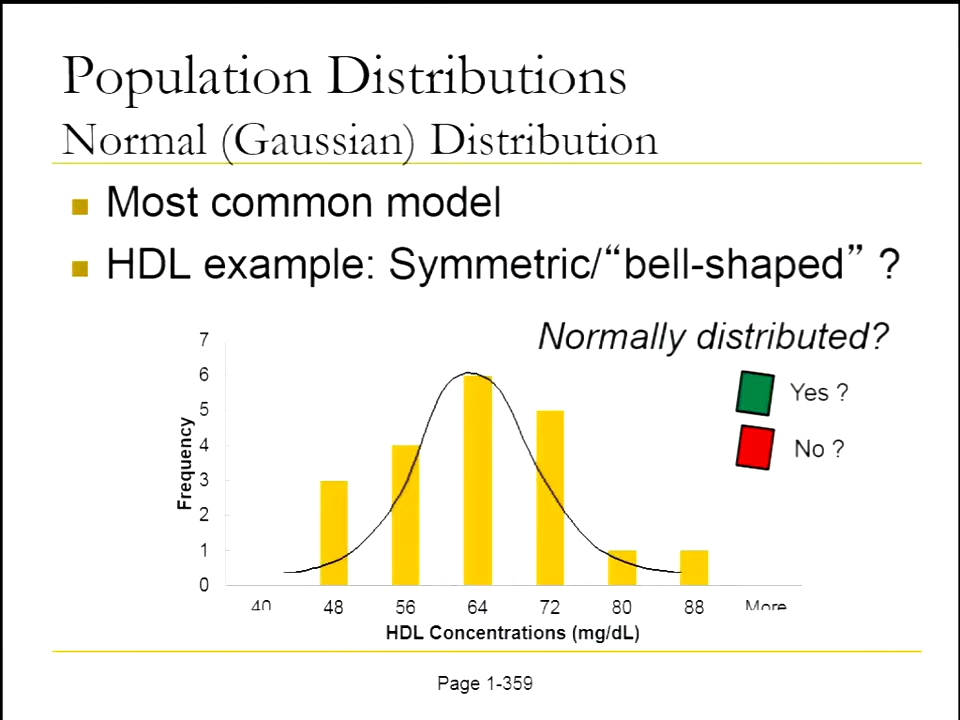 Population Distributions
Normal (Gaussian) Distribution
Most common model
HDL example: Symmetric/“bell-shaped” ?
Normally distributed?
Yes ?
No ?
7
6
5
4
3
2
1
0
Frequency
40 48 56 64 72 80 88 More
HDL Concentrations (mg/dL)
Page 1-359